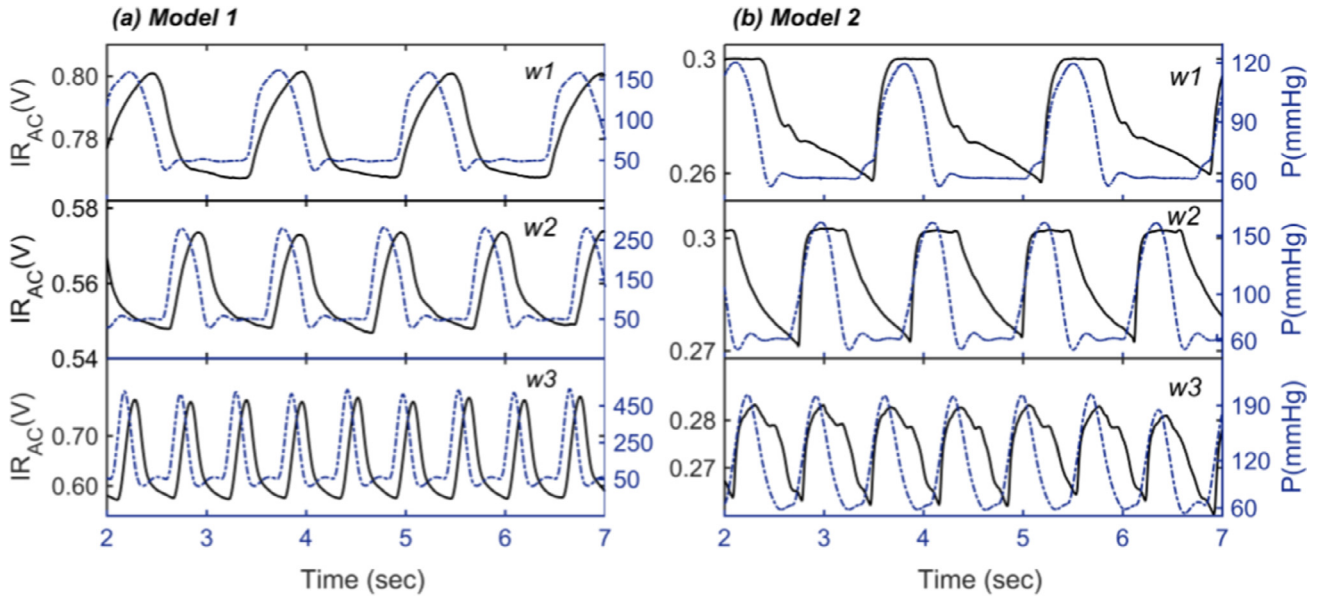 (a) Model 1
(b) Model 2
IR_AC(V)
0.80
0.78
w1
150
100
50
IR_AC(V)
0.58
0.56
0.54
w2
250
150
50
IR_AC(V)
0.70
0.60
w3
450
250
50
2 3 4 5 6 7
Time (sec)
0.3
0.26
w1
120
90
60
P(mmHg)
0.3
0.27
w2
150
100
60
P(mmHg)
0.28
0.27
w3
190
120
60
P(mmHg)
2 3 4 5 6 7
Time (sec)